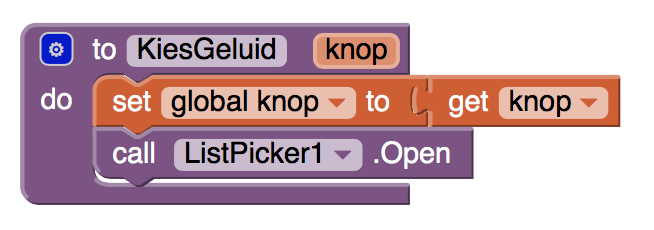 to KiesGeluid knop
do set global knop to get knop
call ListPicker1 .Open